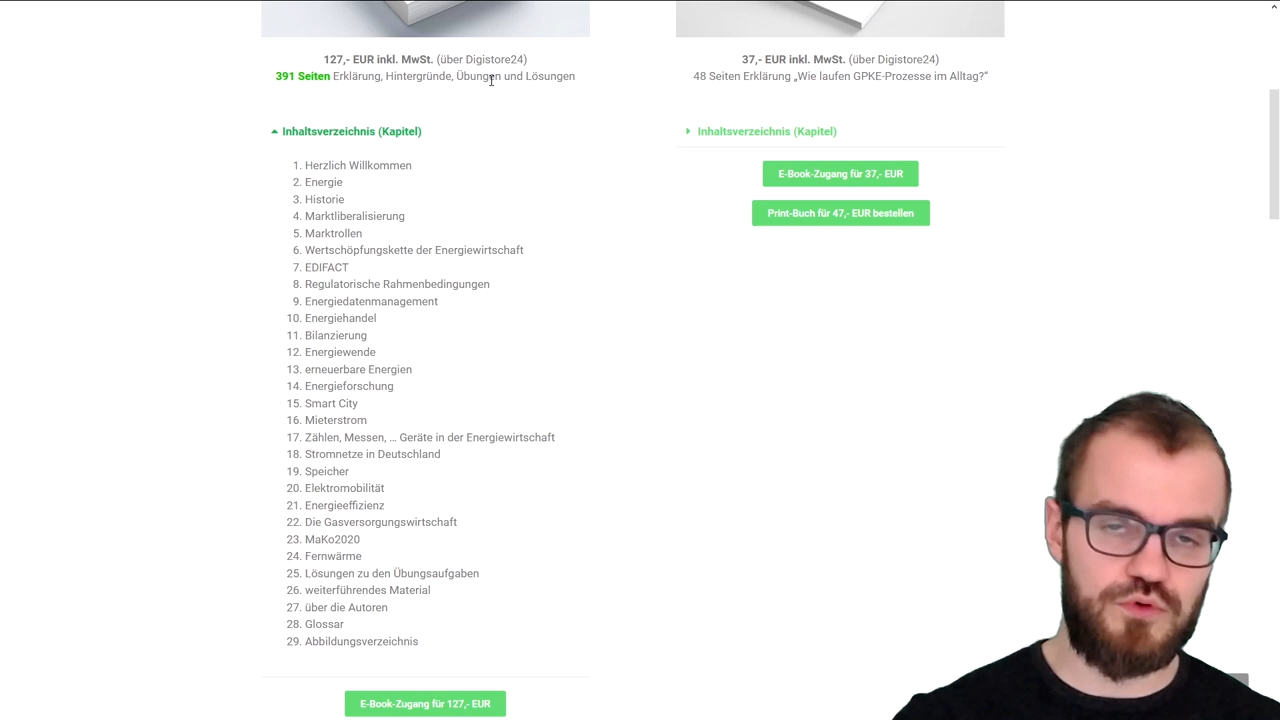 127,- EUR inkl. MwSt. (über Digistore24)
391 Seiten Erklärung, Hintergründe, Übungen und Lösungen
Inhaltsverzeichnis (Kapitel)
1. Herzlich Willkommen
2. Energie
3. Historie
4. Marktliberalisierung
5. Marktrollen
6. Wertschöpfungskette der Energiewirtschaft
7. EDIFACT
8. Regulatorische Rahmenbedingungen
9. Energiedatenmanagement
10. Energiehandel
11. Bilanzierung
12. Energiewende
13. erneuerbare Energien
14. Energieforschung
15. Smart City
16. Mieterstrom
17. Zählen, Messen, … Geräte in der Energiewirtschaft
18. Stromnetze in Deutschland
19. Speicher
20. Elektromobilität
21. Energieeffizienz
22. Die Gasversorgungswirtschaft
23. MaKo2020
24. Fernwärme
25. Lösungen zu den Übungsaufgaben
26. weiterführendes Material
27. über die Autoren
28. Glossar
29. Abbildungsverzeichnis
E-Book-Zugang für 127,- EUR
37,- EUR inkl. MwSt. (über Digistore24)
48 Seiten Erklärung „Wie laufen GPKE-Prozesse im Alltag?“
Inhaltsverzeichnis (Kapitel)
E-Book-Zugang für 37,- EUR
Print-Buch für 47,- EUR bestellen